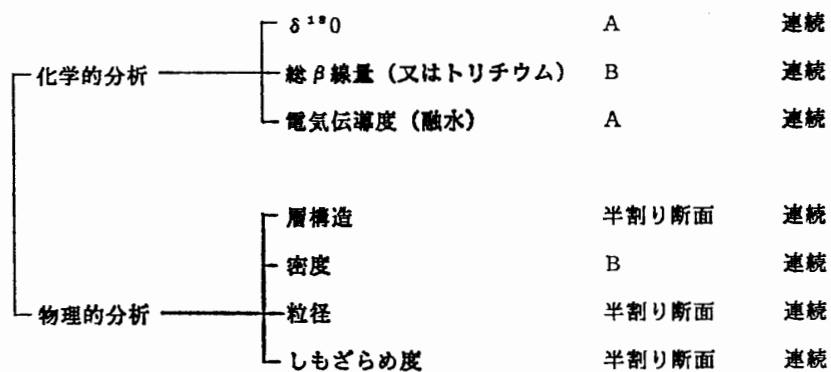 δ¹⁸O A 連続
化学的分析 総β線量(又はトリチウム) B 連続
電気伝導度(融水) A 連続
層構造 半割り断面 連続
密度 B 連続
物理的分析 粒径 半割り断面 連続
しもざらめ度 半割り断面 連続